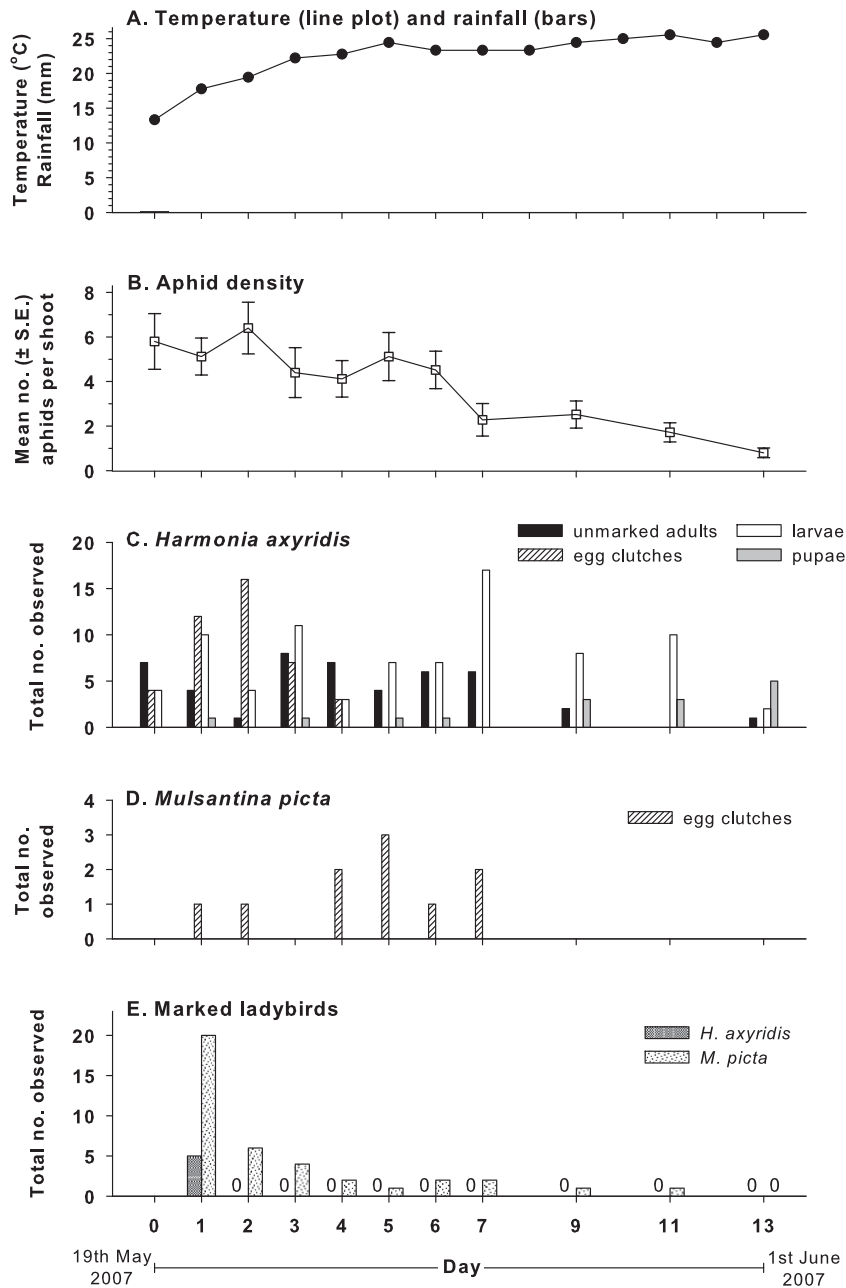 A. Temperature (line plot) and rainfall (bars)
Temperature (°C)
Rainfall (mm)
25
20
15
10
5
0
B. Aphid density
Mean no. (± S.E.)
aphids per shoot
8
6
4
2
0
C. Harmonia axyridis
unmarked adults
larvae
egg clutches
pupae
Total no. observed
20
15
10
5
0
D. Mulsantina picta
egg clutches
Total no.
observed
4
3
2
1
0
E. Marked ladybirds
H. axyridis
M. picta
Total no. observed
20
15
10
5
0
0 0 0 0 0 0 0 0 0 0
0 1 2 3 4 5 6 7 9 11 13
19th May
2007
Day
1st June
2007